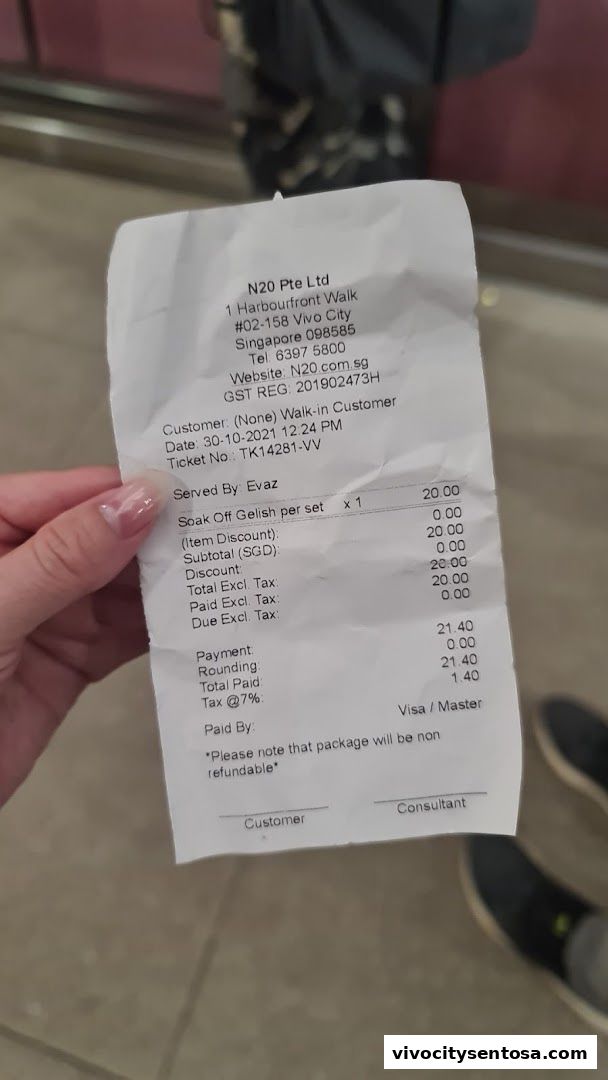 N20 Pte Ltd
1 Harbourfront Walk
#02-158 Vivo City
Singapore 098585
Tel. 6397 5800
Website: N20.com.sg
GST REG: 201902473H
Customer: (None) Walk-in Customer
Date: 30-10-2021 12:24 PM
Ticket No.: TK14281-VV
Served By: Evaz
Soak Off Gelish per set x 1 20.00
(Item Discount): 0.00
Subtotal (SGD): 20.00
Discount: 0.00
Total Excl. Tax: 20.00
Paid Excl. Tax: 20.00
Due Excl. Tax: 0.00
Payment: 21.40
Rounding: 0.00
Total Paid: 21.40
Tax @7%: 1.40
Paid By: Visa / Master
*Please note that package will be non
refundable*
Customer Consultant
vivocitysentosa.com